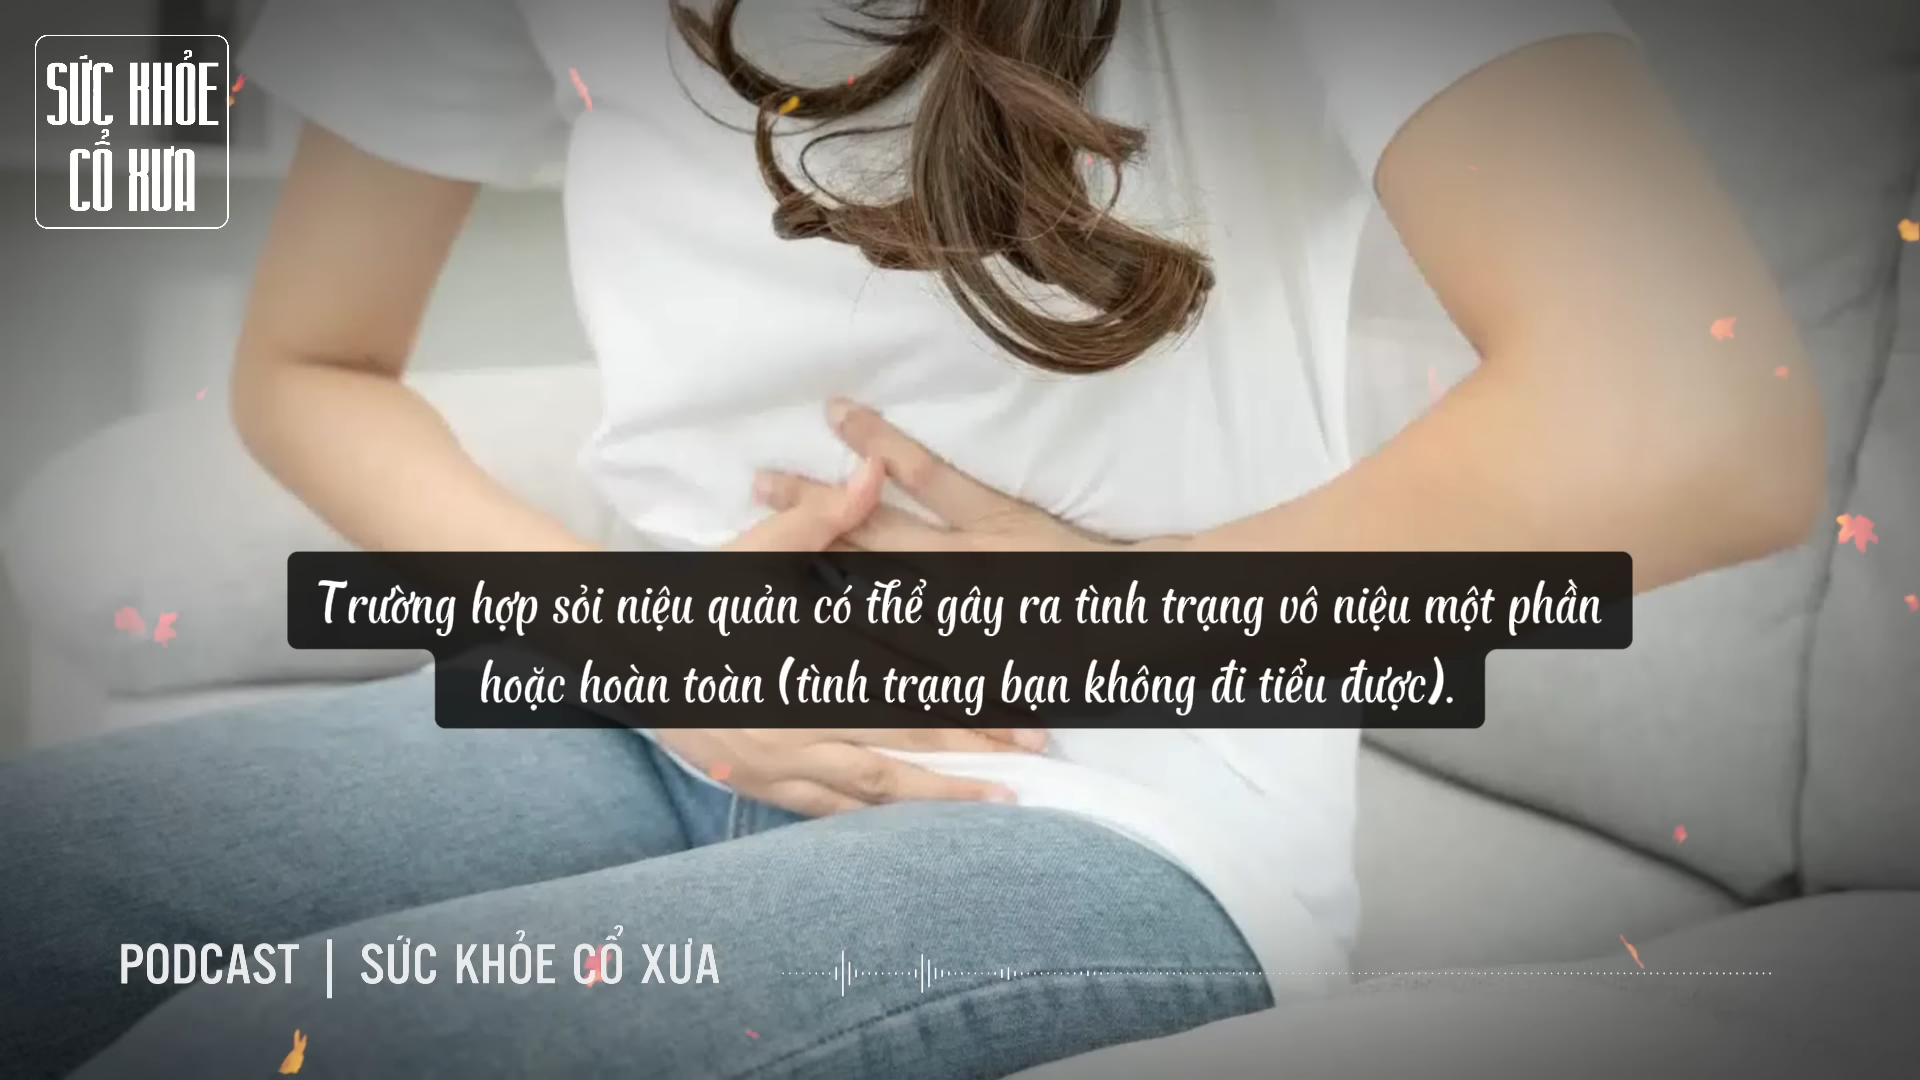 SỨC KHỎE
CỔ XƯA
Trường hợp sỏi niệu quản có thể gây ra tình trạng vô niệu một phần
hoặc hoàn toàn (tình trạng bạn không đi tiểu được).
PODCAST | SỨC KHỎE CỔ XƯA